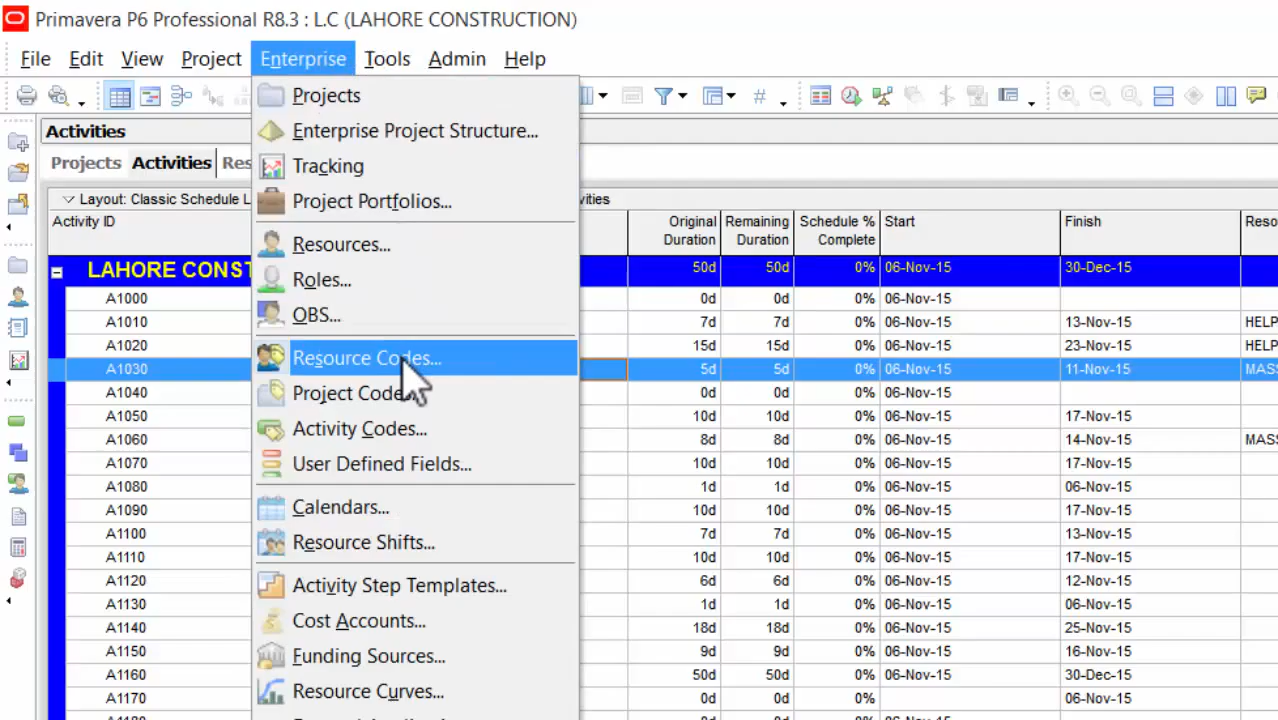 Primavera P6 Professional R8.3 : L.C (LAHORE CONSTRUCTION)
File Edit View Project Enterprise Tools Admin Help
Activities
Projects Activities Res
Layout: Classic Schedule L
Activity ID
Projects
Enterprise Project Structure...
Tracking
Project Portfolios...
Resources...
Roles...
OBS...
Resource Codes...
Project Code
Activity Codes...
User Defined Fields...
Calendars...
Resource Shifts...
Activity Step Templates...
Cost Accounts...
Funding Sources...
Resource Curves...
Original Duration Remaining Duration Schedule % Complete Start Finish Reso
LAHORE CONST 50d 50d 0% 06-Nov-15 30-Dec-15
A1000 0d 0d 0% 06-Nov-15
A1010 7d 7d 0% 06-Nov-15 13-Nov-15 HELP
A1020 15d 15d 0% 06-Nov-15 23-Nov-15 HELP
A1030 5d 5d 0% 06-Nov-15 11-Nov-15 MAS
A1040 0d 0d 0% 06-Nov-15
A1050 10d 10d 0% 06-Nov-15 17-Nov-15
A1060 8d 8d 0% 06-Nov-15 14-Nov-15 MAS
A1070 10d 10d 0% 06-Nov-15 17-Nov-15
A1080 1d 1d 0% 06-Nov-15 06-Nov-15
A1090 10d 10d 0% 06-Nov-15 17-Nov-15
A1100 7d 7d 0% 06-Nov-15 13-Nov-15
A1110 10d 10d 0% 06-Nov-15 17-Nov-15
A1120 6d 6d 0% 06-Nov-15 12-Nov-15
A1130 1d 1d 0% 06-Nov-15 06-Nov-15
A1140 18d 18d 0% 06-Nov-15 25-Nov-15
A1150 9d 9d 0% 06-Nov-15 16-Nov-15
A1160 50d 50d 0% 06-Nov-15 30-Dec-15
A1170 0d 0d 0% 06-Nov-15